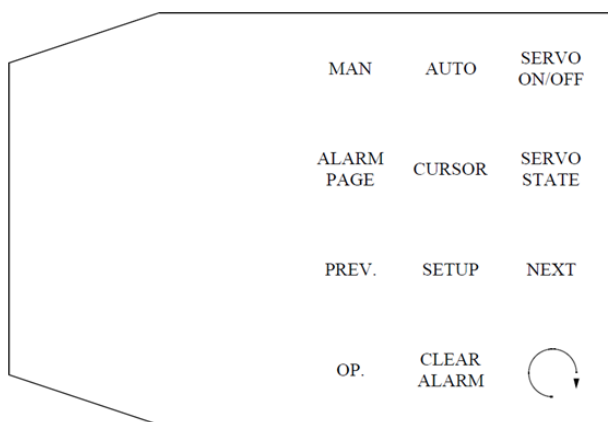 MAN AUTO SERVO
ON/OFF
ALARM
PAGE CURSOR SERVO
STATE
PREV. SETUP NEXT
OP. CLEAR
ALARM